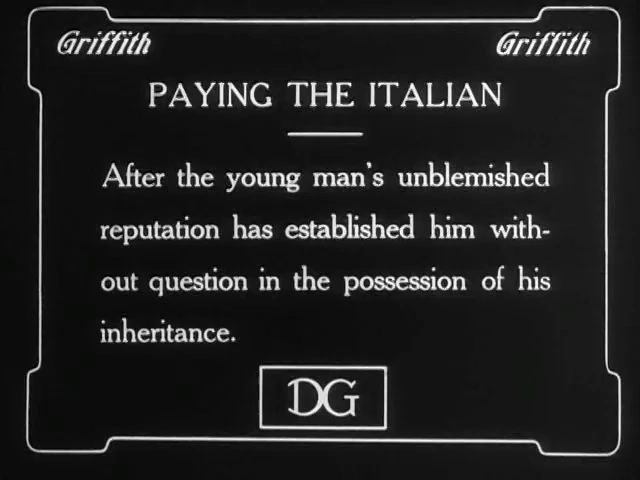 Griffith Griffith
PAYING THE ITALIAN
After the young man's unblemished
reputation has established him with-
out question in the possession of his
inheritance.
DG